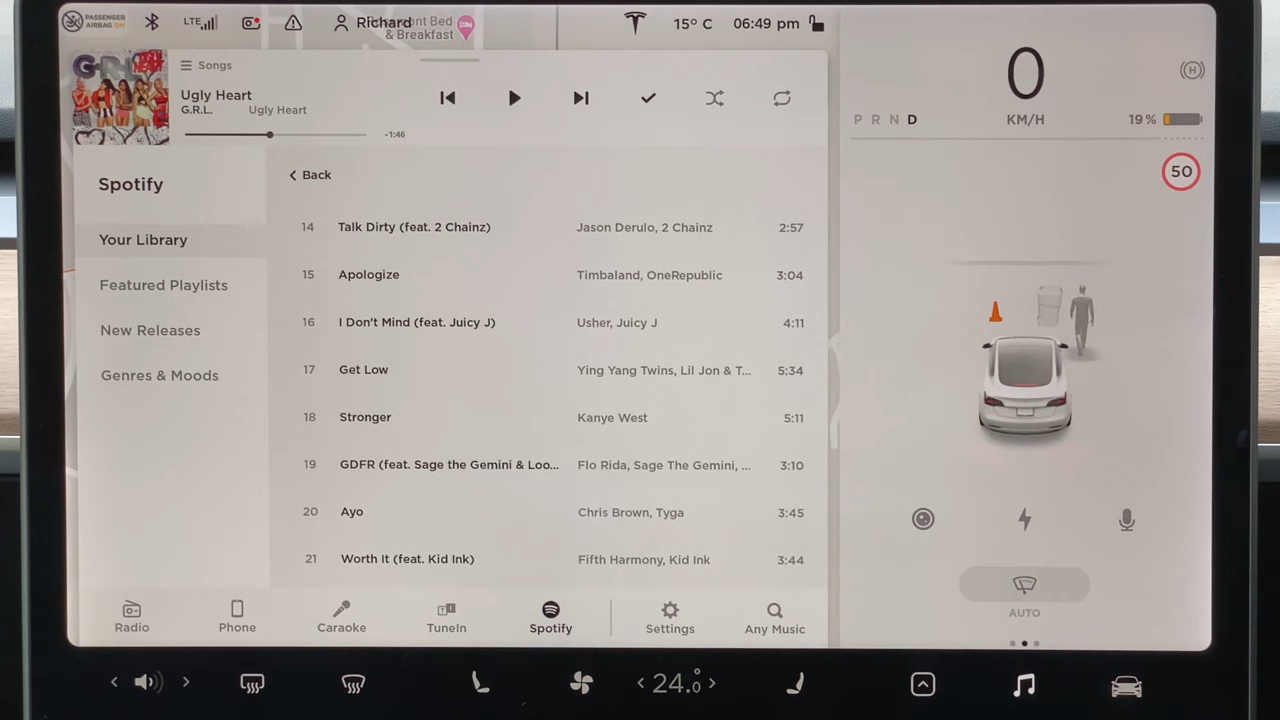 PASSENGER
AIRBAG ON
LTE
Richard
ont Bed
& Breakfast
15° C
06:49 pm
G.R.L.
Songs
Ugly Heart
G.R.L. Ugly Heart
-1:46
Spotify
Your Library
Featured Playlists
New Releases
Genres & Moods
Back
14 Talk Dirty (feat. 2 Chainz) Jason Derulo, 2 Chainz 2:57
15 Apologize Timbaland, OneRepublic 3:04
16 I Don't Mind (feat. Juicy J) Usher, Juicy J 4:11
17 Get Low Ying Yang Twins, Lil Jon & T... 5:34
18 Stronger Kanye West 5:11
19 GDFR (feat. Sage the Gemini & Loo... Flo Rida, Sage The Gemini, ... 3:10
20 Ayo Chris Brown, Tyga 3:45
21 Worth It (feat. Kid Ink) Fifth Harmony, Kid Ink 3:44
Radio
Phone
Caraoke
TuneIn
Spotify
Settings
Any Music
0
KM/H
P R N D
19 %
H
50
AUTO
24.0°